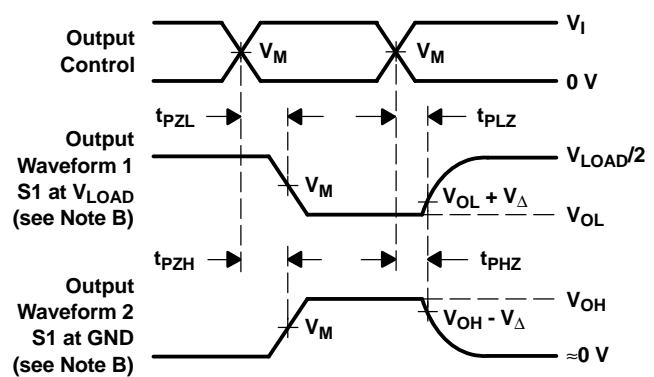 Output
Control
V_M
V_M
V_I
0 V
t_PZL
t_PLZ
Output
Waveform 1
S1 at V_LOAD
(see Note B)
V_M
V_LOAD/2
V_OL + V_Δ
V_OL
t_PZH
t_PHZ
Output
Waveform 2
S1 at GND
(see Note B)
V_M
V_OH
V_OH - V_Δ
≈0 V